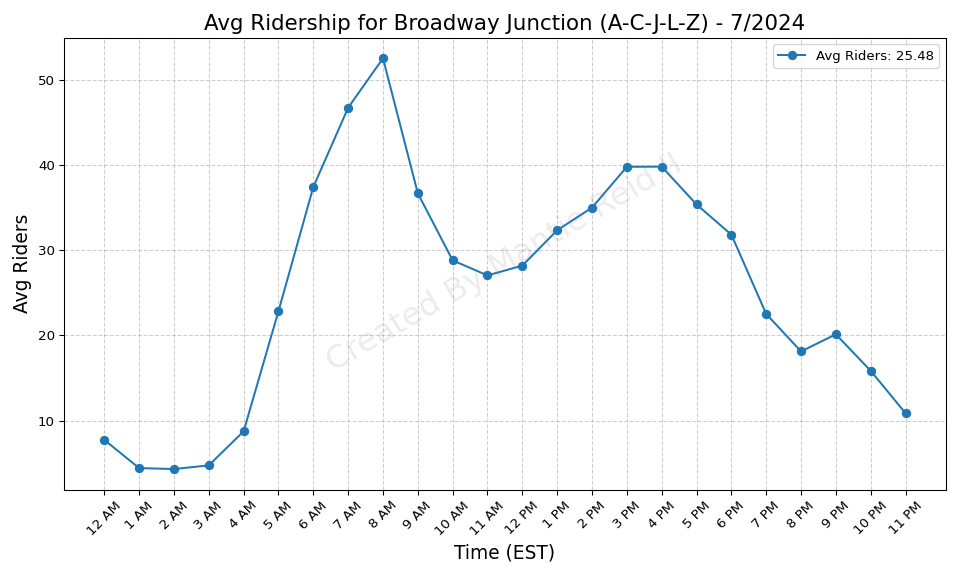 Avg Ridership for Broadway Junction (A-C-J-L-Z) - 7/2024
Avg Riders: 25.48
50
40
30
20
10
Avg Riders
Created By Mantie Reid II
12 AM
1 AM
2 AM
3 AM
4 AM
5 AM
6 AM
7 AM
8 AM
9 AM
10 AM
11 AM
12 PM
1 PM
2 PM
3 PM
4 PM
5 PM
6 PM
7 PM
8 PM
9 PM
10 PM
11 PM
Time (EST)